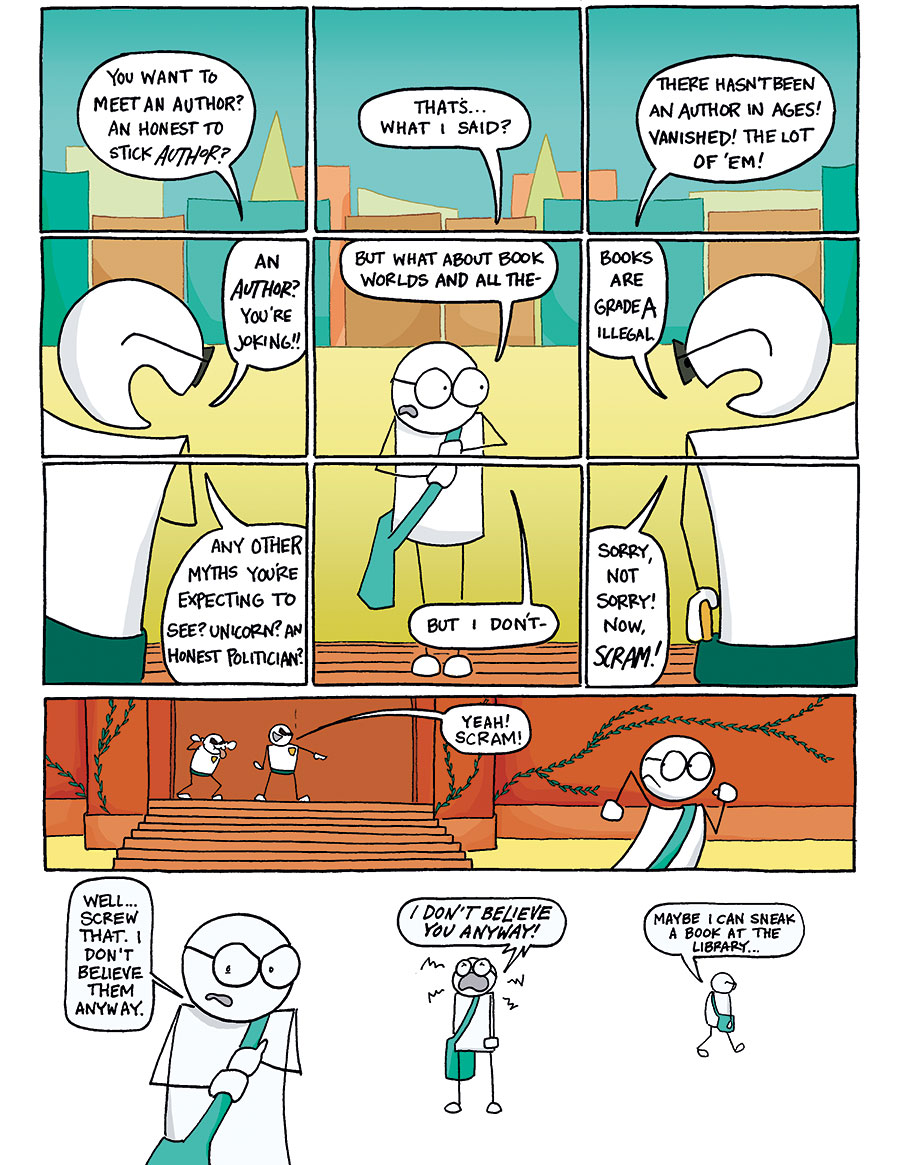 YOU WANT TO
MEET AN AUTHOR?
AN HONEST TO
STICK AUTHOR?
THAT'S...
WHAT I SAID?
THERE HASN'T BEEN
AN AUTHOR IN AGES!
VANISHED! THE LOT
OF 'EM!
AN
AUTHOR?
YOU'RE
JOKING!!
BUT WHAT ABOUT BOOK
WORLDS AND ALL THE-
BOOKS
ARE
GRADE A
ILLEGAL.
ANY OTHER
MYTHS YOU'RE
EXPECTING TO
SEE? UNICORN? AN
HONEST POLITICIAN?
BUT I DON'T-
SORRY,
NOT
SORRY!
NOW,
SCRAM!
YEAH!
SCRAM!
WELL...
SCREW
THAT. I
DON'T
BELIEVE
THEM
ANYWAY.
I DON'T BELIEVE
YOU ANYWAY!
MAYBE I CAN SNEAK
A BOOK AT THE
LIBRARY...